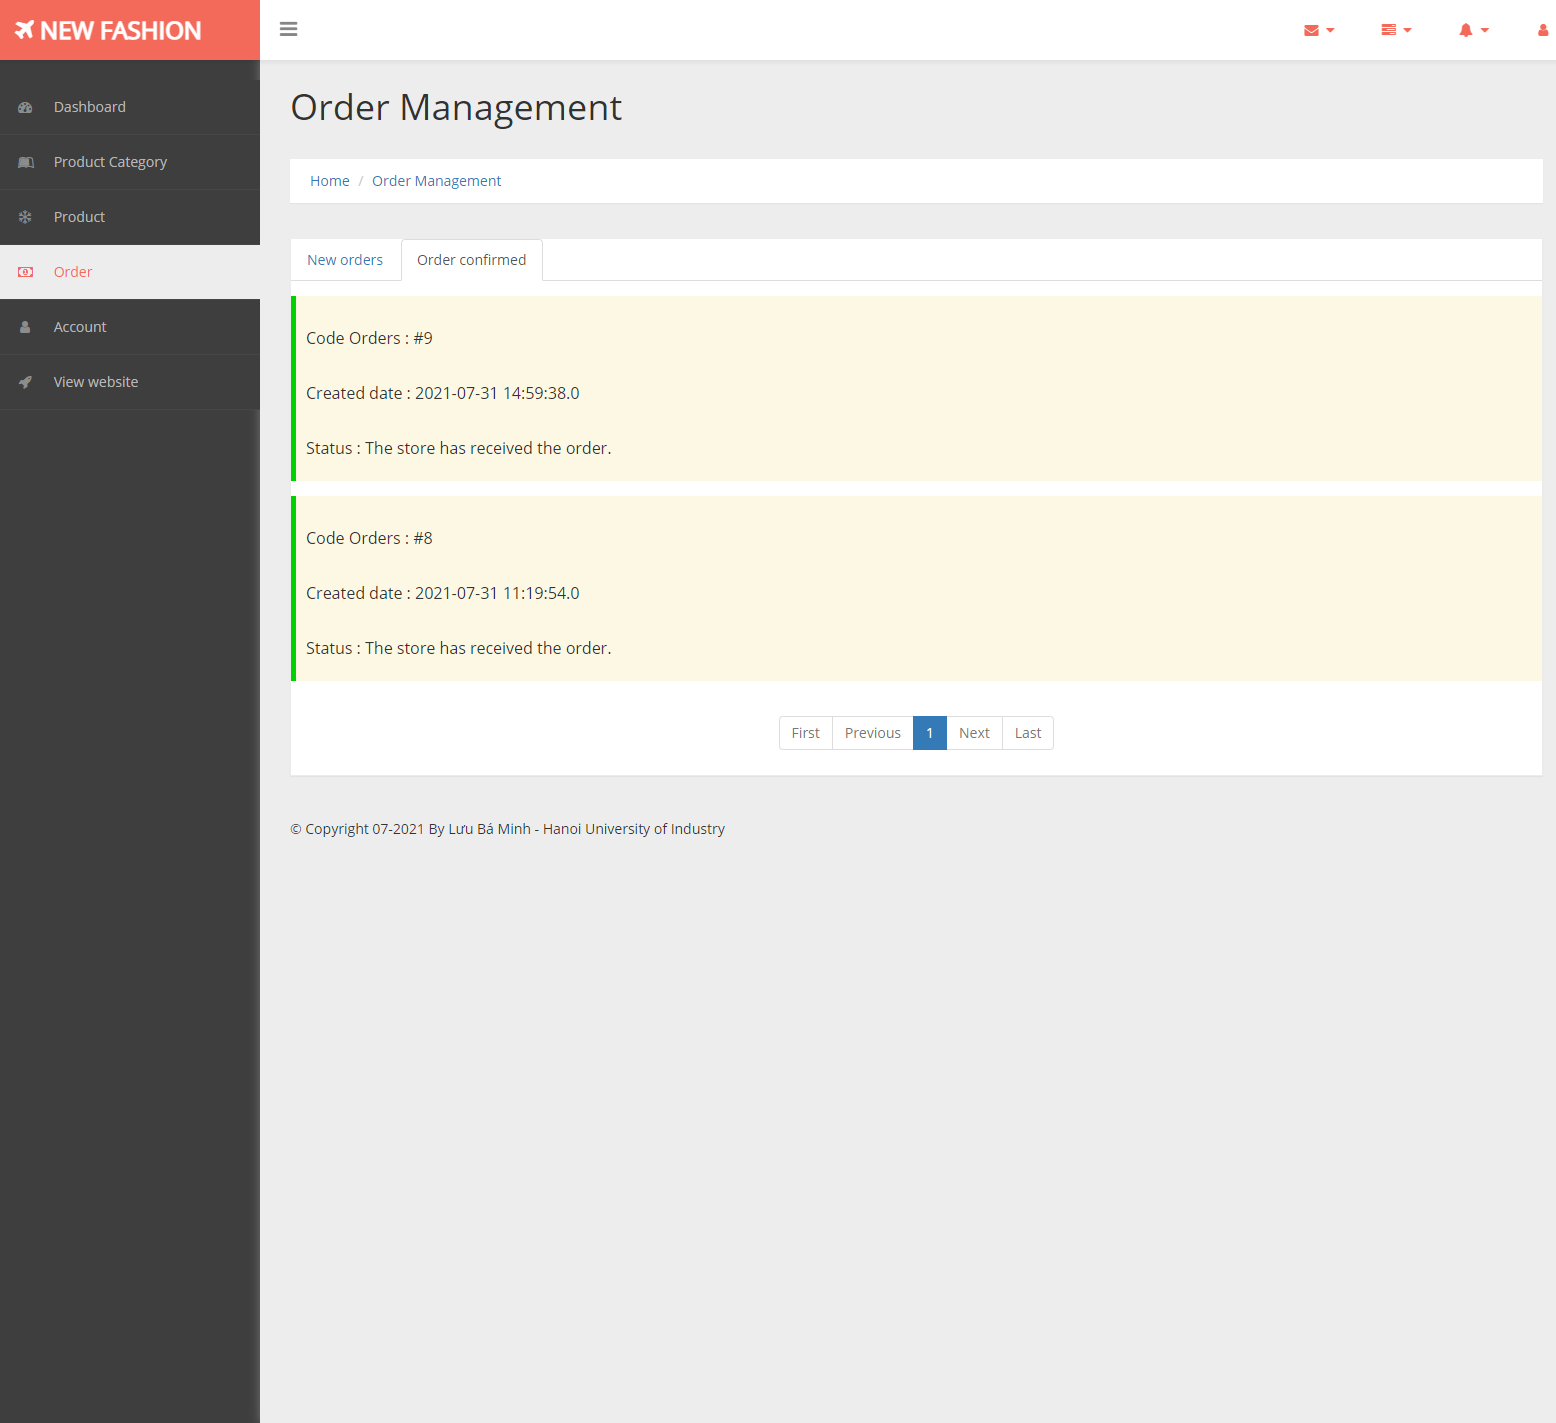 NEW FASHION
Dashboard
Product Category
Product
Order
Account
View website
Order Management
Home / Order Management
New orders
Order confirmed
Code Orders : #9
Created date : 2021-07-31 14:59:38.0
Status : The store has received the order.
Code Orders : #8
Created date : 2021-07-31 11:19:54.0
Status : The store has received the order.
First Previous 1 Next Last
© Copyright 07-2021 By Lưu Bá Minh - Hanoi University of Industry